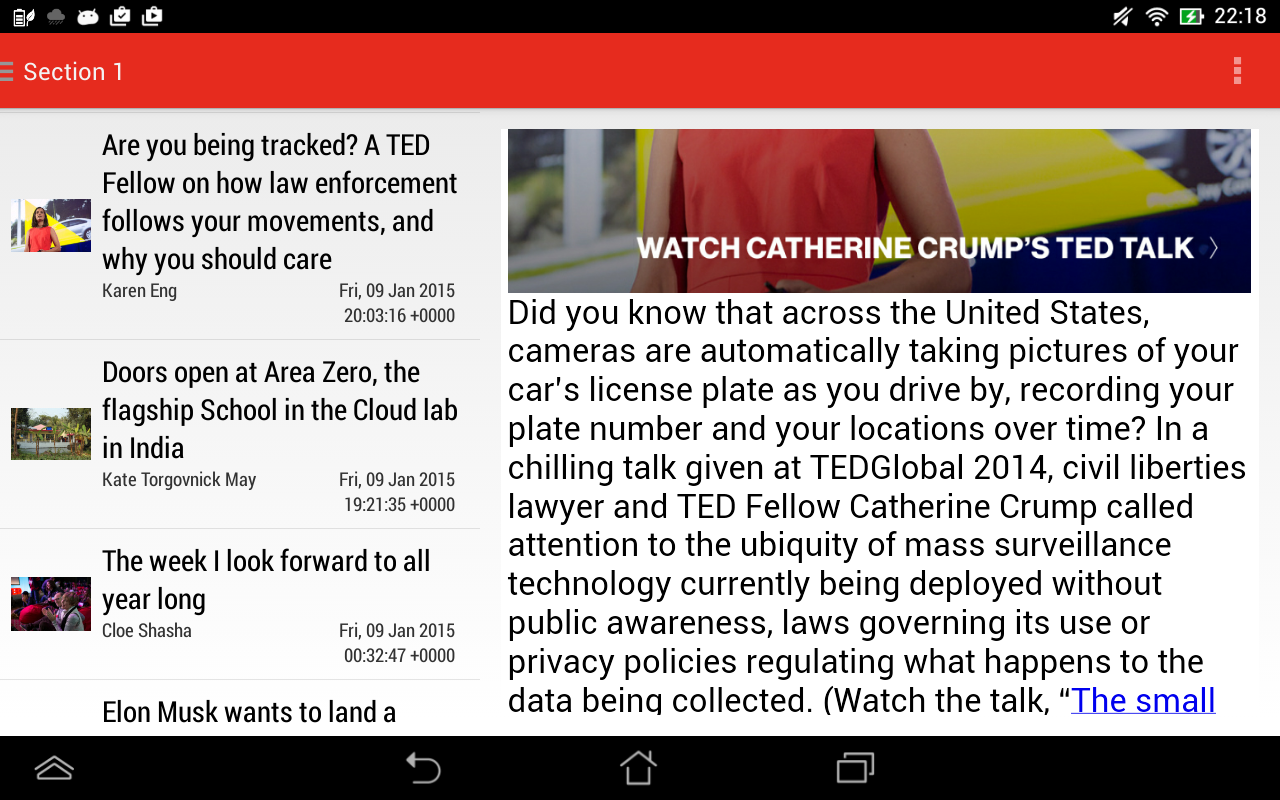 22:18
Section 1
Are you being tracked? A TED
Fellow on how law enforcement
follows your movements, and
why you should care
Karen Eng
Fri, 09 Jan 2015
20:03:16 +0000
Doors open at Area Zero, the
flagship School in the Cloud lab
in India
Kate Torgovnick May
Fri, 09 Jan 2015
19:21:35 +0000
The week I look forward to all
year long
Cloe Shasha
Fri, 09 Jan 2015
00:32:47 +0000
Elon Musk wants to land a
WATCH CATHERINE CRUMP'S TED TALK
Did you know that across the United States,
cameras are automatically taking pictures of your
car's license plate as you drive by, recording your
plate number and your locations over time? In a
chilling talk given at TEDGlobal 2014, civil liberties
lawyer and TED Fellow Catherine Crump called
attention to the ubiquity of mass surveillance
technology currently being deployed without
public awareness, laws governing its use or
privacy policies regulating what happens to the
data being collected. (Watch the talk, “The small